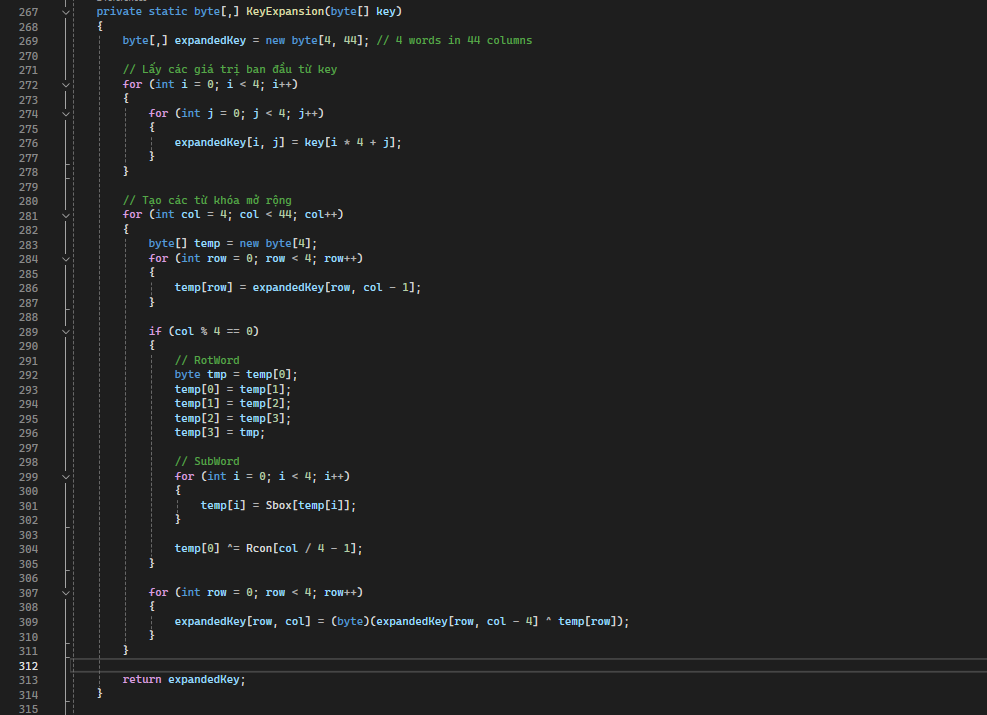 267 private static byte[,] KeyExpansion(byte[] key)
268 {
269 byte[,] expandedKey = new byte[4, 44]; // 4 words in 44 columns
270
271 // Lấy các giá trị ban đầu từ key
272 for (int i = 0; i < 4; i++)
273 {
274 for (int j = 0; j < 4; j++)
275 {
276 expandedKey[i, j] = key[i * 4 + j];
277 }
278 }
279
280 // Tạo các từ khóa mở rộng
281 for (int col = 4; col < 44; col++)
282 {
283 byte[] temp = new byte[4];
284 for (int row = 0; row < 4; row++)
285 {
286 temp[row] = expandedKey[row, col - 1];
287 }
288
289 if (col % 4 == 0)
290 {
291 // RotWord
292 byte tmp = temp[0];
293 temp[0] = temp[1];
294 temp[1] = temp[2];
295 temp[2] = temp[3];
296 temp[3] = tmp;
297
298 // SubWord
299 for (int i = 0; i < 4; i++)
300 {
301 temp[i] = Sbox[temp[i]];
302 }
303
304 temp[0] ^= Rcon[col / 4 - 1];
305 }
306
307 for (int row = 0; row < 4; row++)
308 {
309 expandedKey[row, col] = (byte)(expandedKey[row, col - 4] ^ temp[row]);
310 }
311 }
312
313 return expandedKey;
314 }
315